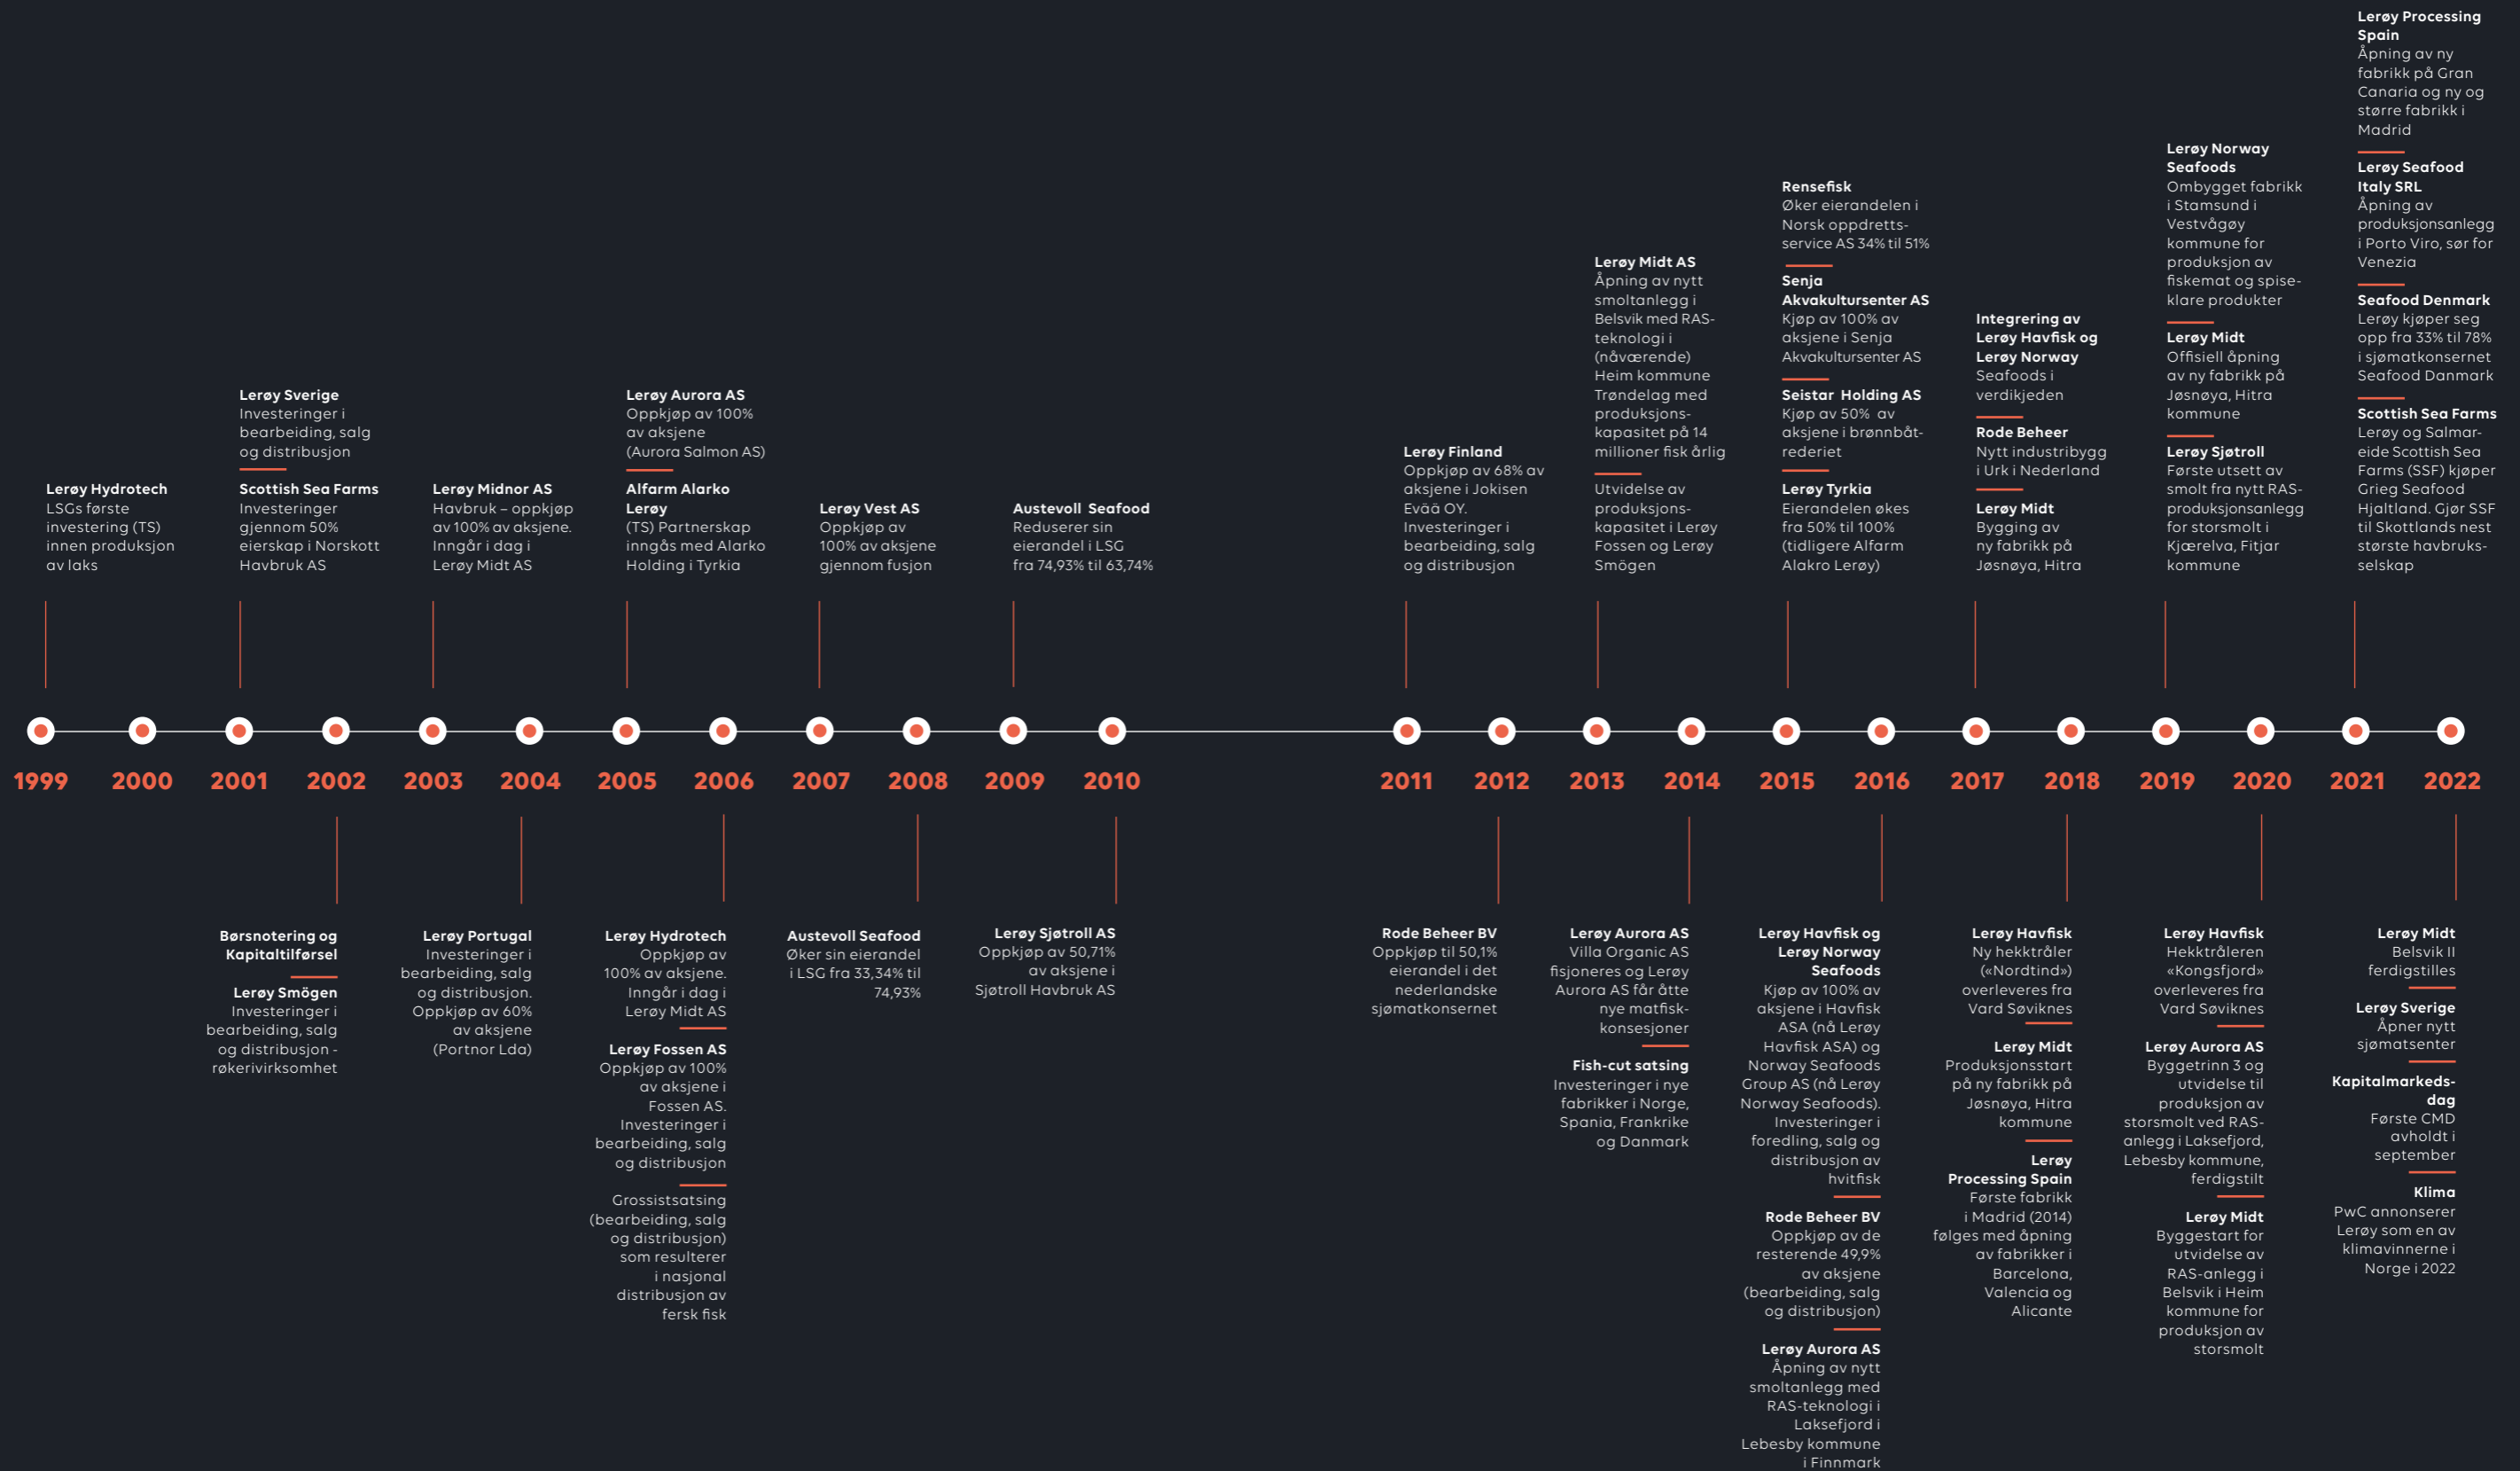 Lerøy Hydrotech
LSGs første
investering (TS)
innen produksjon
av laks
Lerøy Sverige
Investeringer i
bearbeiding, salg
og distribusjon
Scottish Sea Farms
Investeringer
gjennom 50%
eierskap i Norskott
Havbruk AS
Lerøy Midnor AS
Havbruk – oppkjøp
av 100% av aksjene.
Inngår i dag i
Lerøy Midt AS
Lerøy Aurora AS
Oppkjøp av 100%
av aksjene
(Aurora Salmon AS)
Alfarm Alarko
Lerøy
(TS) Partnerskap
inngås med Alarko
Holding i Tyrkia
Lerøy Vest AS
Oppkjøp av
100% av aksjene
gjennom fusjon
Austevoll Seafood
Reduserer sin
eierandel i LSG
fra 74,93% til 63,74%
Lerøy Finland
Oppkjøp av 68% av
aksjene i Jokisen
Evää OY.
Investeringer i
bearbeiding, salg
og distribusjon
Lerøy Midt AS
Åpning av nytt
smoltanlegg i
Belsvik med RAS-
teknologi i
(nåværende)
Heim kommune
Trøndelag med
produksjons-
kapasitet på 14
millioner fisk årlig
Utvidelse av
produksjons-
kapasitet i Lerøy
Fossen og Lerøy
Smögen
Rensefisk
Øker eierandelen i
Norsk oppdretts-
service AS 34% til 51%
Senja
Akvakultursenter AS
Kjøp av 100% av
aksjene i Senja
Akvakultursenter AS
Seistar Holding AS
Kjøp av 50% av
aksjene i brønnbåt-
rederiet
Lerøy Tyrkia
Eierandelen økes
fra 50% til 100%
(tidligere Alfarm
Alakro Lerøy)
Integrering av
Lerøy Havfisk og
Lerøy Norway
Seafoods i
verdikjeden
Rode Beheer
Nytt industribygg
i Urk i Nederland
Lerøy Midt
Bygging av
ny fabrikk på
Jøsnøya, Hitra
Lerøy Norway
Seafoods
Ombygget fabrikk
i Stamsund i
Vestvågøy
kommune for
produksjon av
fiskemat og spise-
klare produkter
Lerøy Midt
Offisiell åpning
av ny fabrikk på
Jøsnøya, Hitra
kommune
Lerøy Sjøtroll
Første utsett av
smolt fra nytt RAS-
produksjonsanlegg
for storsmolt i
Kjærelva, Fitjar
kommune
Lerøy Processing
Spain
Åpning av ny
fabrikk på Gran
Canaria og ny og
større fabrikk i
Madrid
Lerøy Seafood
Italy SRL
Åpning av
produksjonsanlegg
i Porto Viro, sør for
Venezia
Seafood Denmark
Lerøy kjøper seg
opp fra 33% til 78%
i sjømatkonsernet
Seafood Danmark
Scottish Sea Farms
Lerøy og Salmar-
eide Scottish Sea
Farms (SSF) kjøper
Grieg Seafood
Hjaltland. Gjør SSF
til Skottlands nest
største havbruks-
selskap
1999 2000 2001 2002 2003 2004 2005 2006 2007 2008 2009 2010 2011 2012 2013 2014 2015 2016 2017 2018 2019 2020 2021 2022
Børsnotering og
Kapitaltilførsel
Lerøy Smögen
Investeringer i
bearbeiding, salg
og distribusjon -
røkerivirksomhet
Lerøy Portugal
Investeringer i
bearbeiding, salg
og distribusjon.
Oppkjøp av 60%
av aksjene
(Portnor Lda)
Lerøy Hydrotech
Oppkjøp av
100% av aksjene.
Inngår i dag i
Lerøy Midt AS
Lerøy Fossen AS
Oppkjøp av 100%
av aksjene i
Fossen AS.
Investeringer i
bearbeiding, salg
og distribusjon
Grossistsatsing
(bearbeiding, salg
og distribusjon)
som resulterer
i nasjonal
distribusjon av
fersk fisk
Austevoll Seafood
Øker sin eierandel
i LSG fra 33,34% til
74,93%
Lerøy Sjøtroll AS
Oppkjøp av 50,71%
av aksjene i
Sjøtroll Havbruk AS
Rode Beheer BV
Oppkjøp til 50,1%
eierandel i det
nederlandske
sjømatkonsernet
Lerøy Aurora AS
Villa Organic AS
fisjoneres og Lerøy
Aurora AS får åtte
nye matfisk-
konsesjoner
Fish-cut satsing
Investeringer i nye
fabrikker i Norge,
Spania, Frankrike
og Danmark
Lerøy Havfisk og
Lerøy Norway
Seafoods
Kjøp av 100% av
aksjene i Havfisk
ASA (nå Lerøy
Havfisk ASA) og
Norway Seafoods
Group AS (nå Lerøy
Norway Seafoods).
Investeringer i
foredling, salg og
distribusjon av
hvitfisk
Rode Beheer BV
Oppkjøp av de
resterende 49,9%
av aksjene
(bearbeiding, salg
og distribusjon)
Lerøy Aurora AS
Åpning av nytt
smoltanlegg med
RAS-teknologi i
Laksefjord i
Lebesby kommune
i Finnmark
Lerøy Havfisk
Ny hekktråler
(«Nordtind»)
overleveres fra
Vard Søviknes
Lerøy Midt
Produksjonsstart
på ny fabrikk på
Jøsnøya, Hitra
kommune
Lerøy
Processing Spain
Første fabrikk
i Madrid (2014)
følges med åpning
av fabrikker i
Barcelona,
Valencia og
Alicante
Lerøy Havfisk
Hekktråleren
«Kongsfjord»
overleveres fra
Vard Søviknes
Lerøy Aurora AS
Byggetrinn 3 og
utvidelse til
produksjon av
storsmolt ved RAS-
anlegg i Laksefjord,
Lebesby kommune,
ferdigstilt
Lerøy Midt
Byggestart for
utvidelse av
RAS-anlegg i
Belsvik i Heim
kommune for
produksjon av
storsmolt
Lerøy Midt
Belsvik II
ferdigstilles
Lerøy Sverige
Åpner nytt
sjømatsenter
Kapitalmarkeds-
dag
Første CMD
avholdt i
september
Klima
PwC annonserer
Lerøy som en av
klimavinnerne i
Norge i 2022